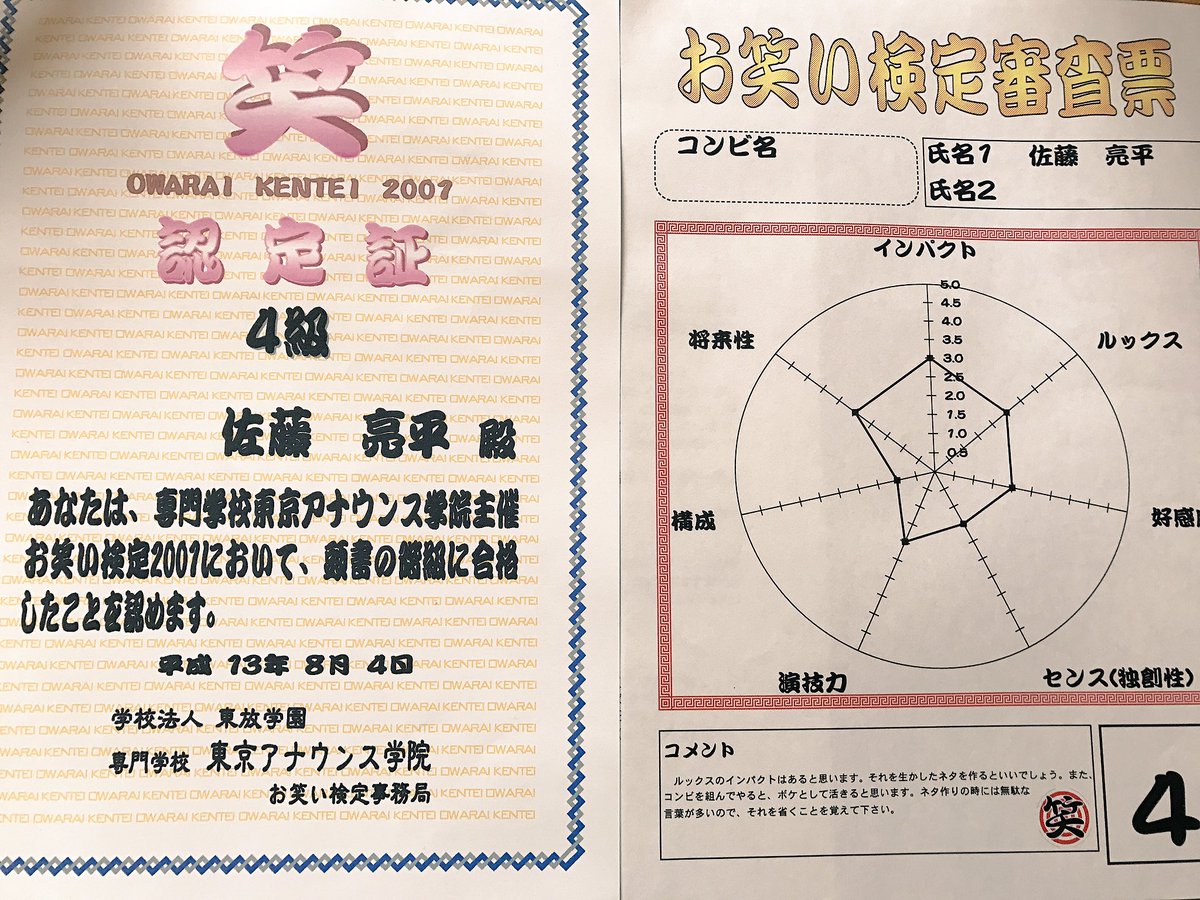 笑
OWARAI KENTEI 2001
認定証
4級
佐藤 亮平 殿
あなたは、専門学校東京アナウンス学院主催
お笑い検定2001において、頭書の階級に合格
したことを認めます。
平成 13年 8月 4日
学校法人 東放学園
専門学校 東京アナウンス学院
お笑い検定事務局
お笑い検定審査票
コンビ名
氏名1 佐藤 亮平
氏名2
インパクト
5.0
4.5
4.0
3.5
3.0
2.5
2.0
1.5
1.0
0.5
将来性
ルックス
構成
好感
演技力
センス(独創性)
コメント
ルックスのインパクトはあると思います。それを生かしたネタを作るといいでしょう。また、
コンビを組んでやると、ボケとして活きると思います。ネタ作りの時には無駄な
言葉が多いので、それを省くことを覚えて下さい。
笑
4